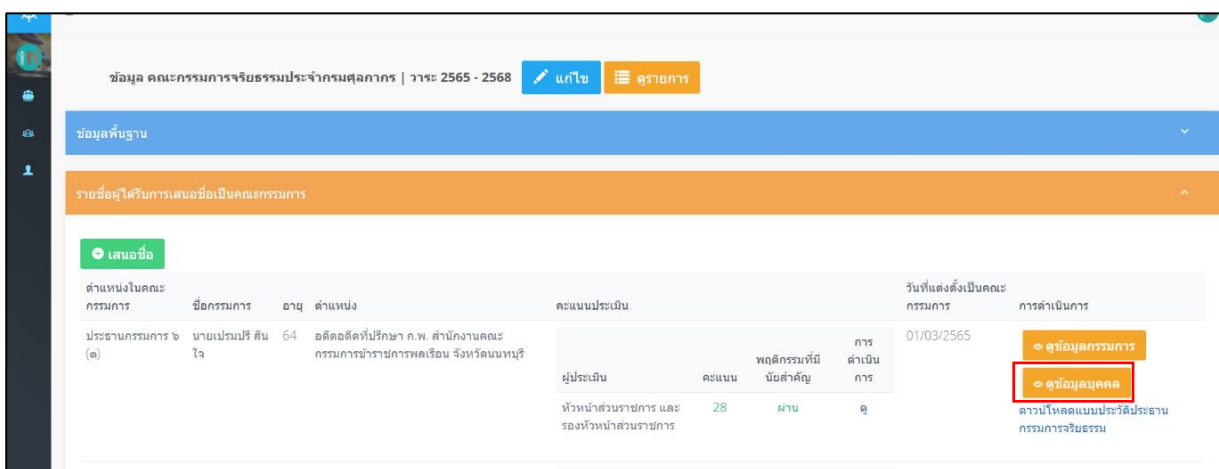 ข้อมูล คณะกรรมการจริยธรรมประจำกรมศุลกากร | วาระ 2565 - 2568
แก้ไข
ดูรายการ
ข้อมูลพื้นฐาน
รายชื่อผู้ได้รับการเสนอชื่อเป็นคณะกรรมการ
เสนอชื่อ
ตำแหน่งในคณะ
กรรมการ
ชื่อกรรมการ
อายุ
ตำแหน่ง
คะแนนประเมิน
วันที่แต่งตั้งเป็นคณะ
กรรมการ
การดำเนินการ
ประธานกรรมการ ๖
(๑)
นายเปรมปรี สิน
ใจ
64
อดีตอดีตที่ปรึกษา ก.พ. สำนักงานคณะ
กรรมการข้าราชการพลเรือน จังหวัดนนทบุรี
ผู้ประเมิน
คะแนน
พฤติกรรมที่มี
นัยสำคัญ
การ
ดำเนิน
การ
หัวหน้าส่วนราชการ และ
รองหัวหน้าส่วนราชการ
28
ผ่าน
ดู
01/03/2565
ดูข้อมูลกรรมการ
ดูข้อมูลบุคคล
ดาวน์โหลดแบบประวัติประธาน
กรรมการจริยธรรม